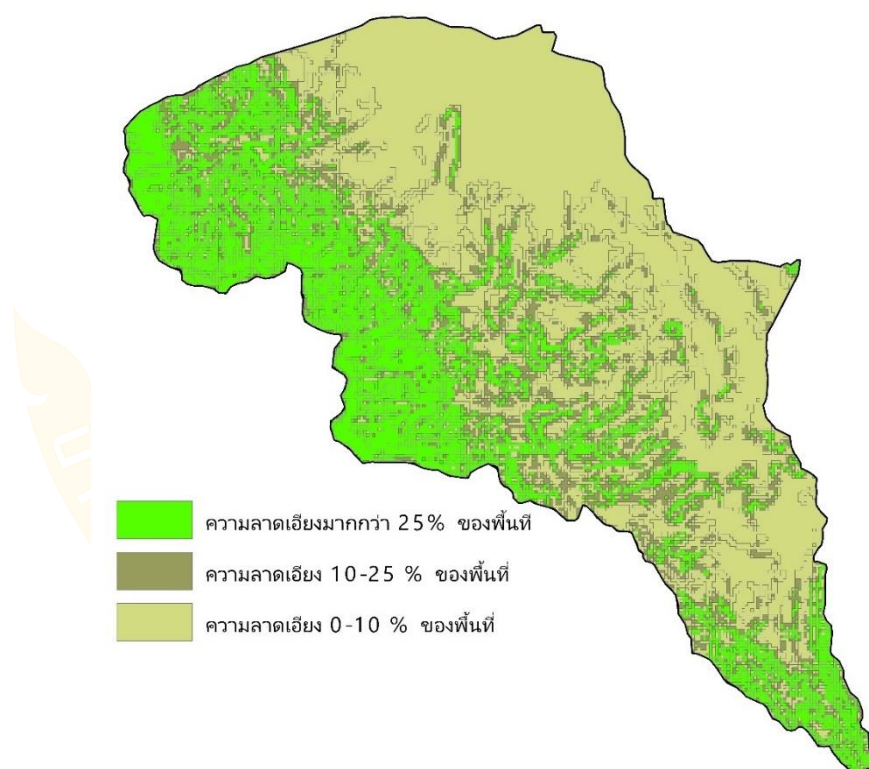 ความลาดเอียงมากกว่า 25% ของพื้นที่
ความลาดเอียง 10-25 % ของพื้นที่
ความลาดเอียง 0-10 % ของพื้นที่